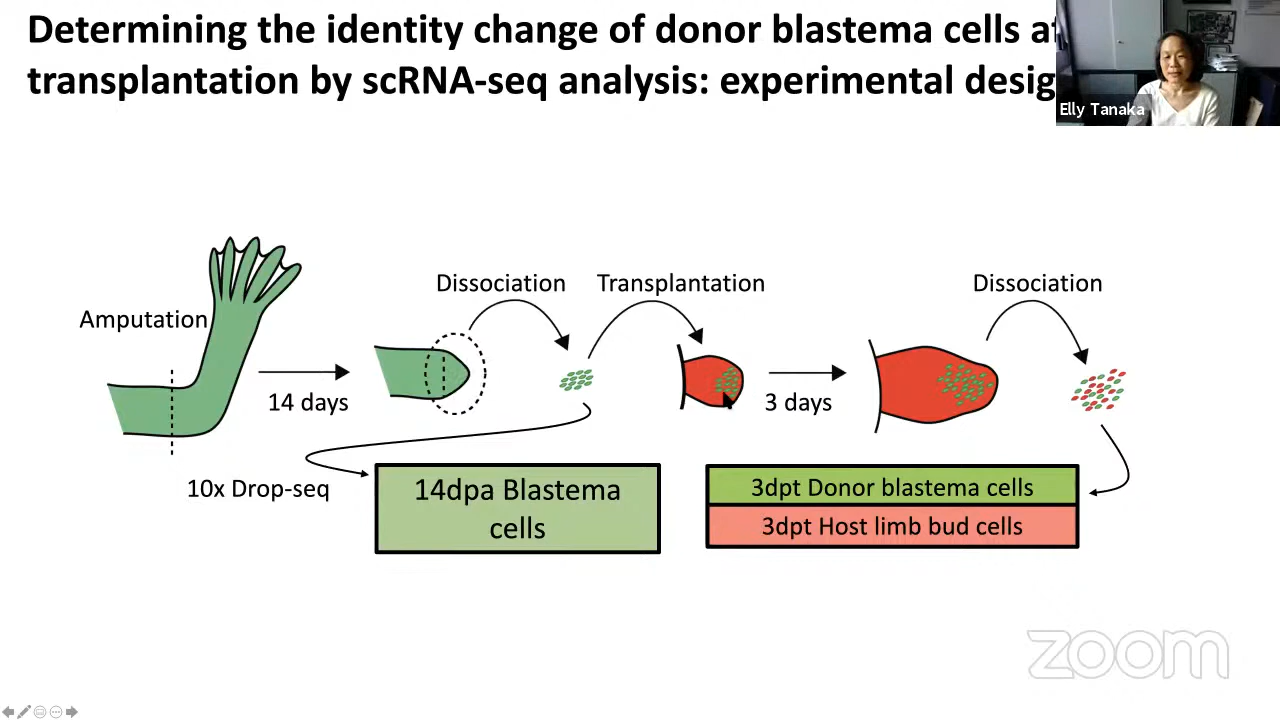 Determining the identity change of donor blastema cells
transplantation by scRNA-seq analysis: experimental
Elly Tanaka
Amputation
14 days
Dissociation
Transplantation
3 days
Dissociation
10x Drop-seq
14dpa Blastema
cells
3dpt Donor blastema cells
3dpt Host limb bud cells
zoom